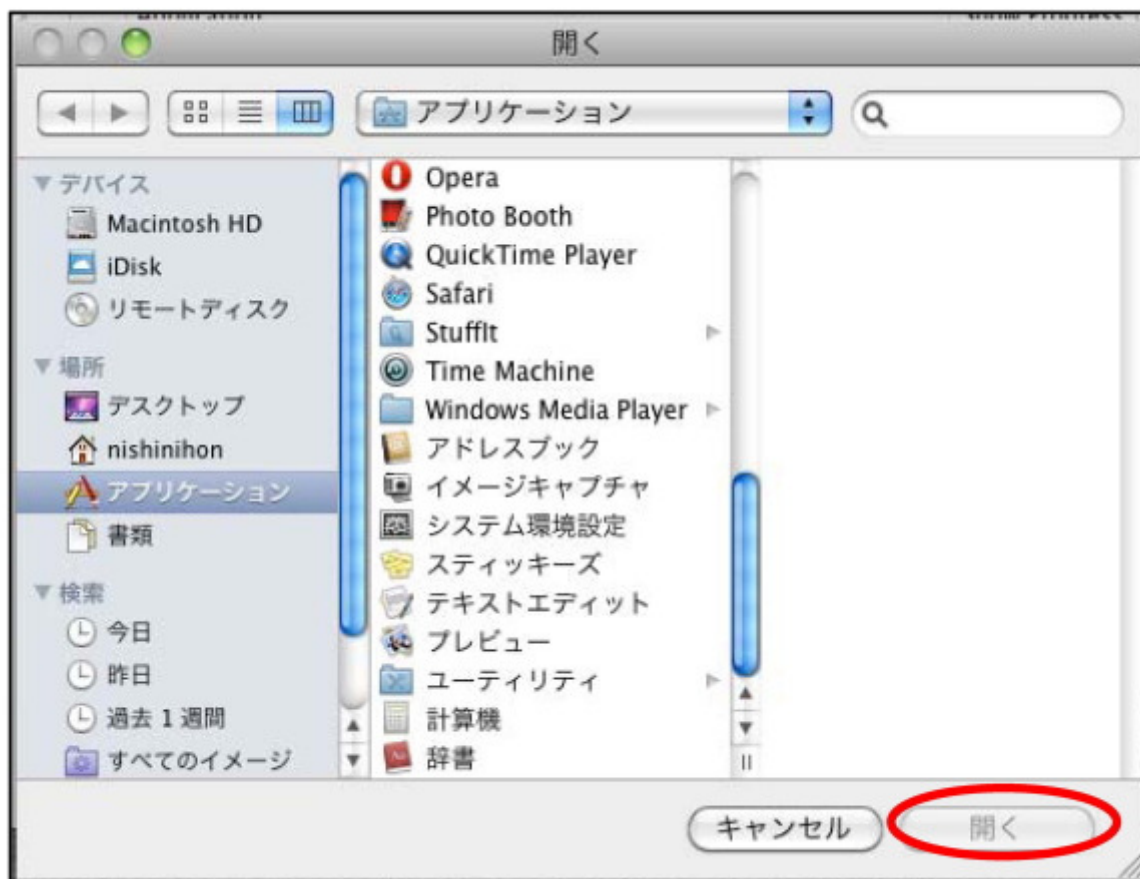 開く
アプリケーション
デバイス
Macintosh HD
iDisk
リモートディスク
場所
デスクトップ
nishinihon
アプリケーション
書類
検索
今日
昨日
過去 1 週間
すべてのイメージ
Opera
Photo Booth
QuickTime Player
Safari
StuffIt
Time Machine
Windows Media Player
アドレスブック
イメージキャプチャ
システム環境設定
スティッキーズ
テキストエディット
プレビュー
ユーティリティ
計算機
辞書
キャンセル
開く